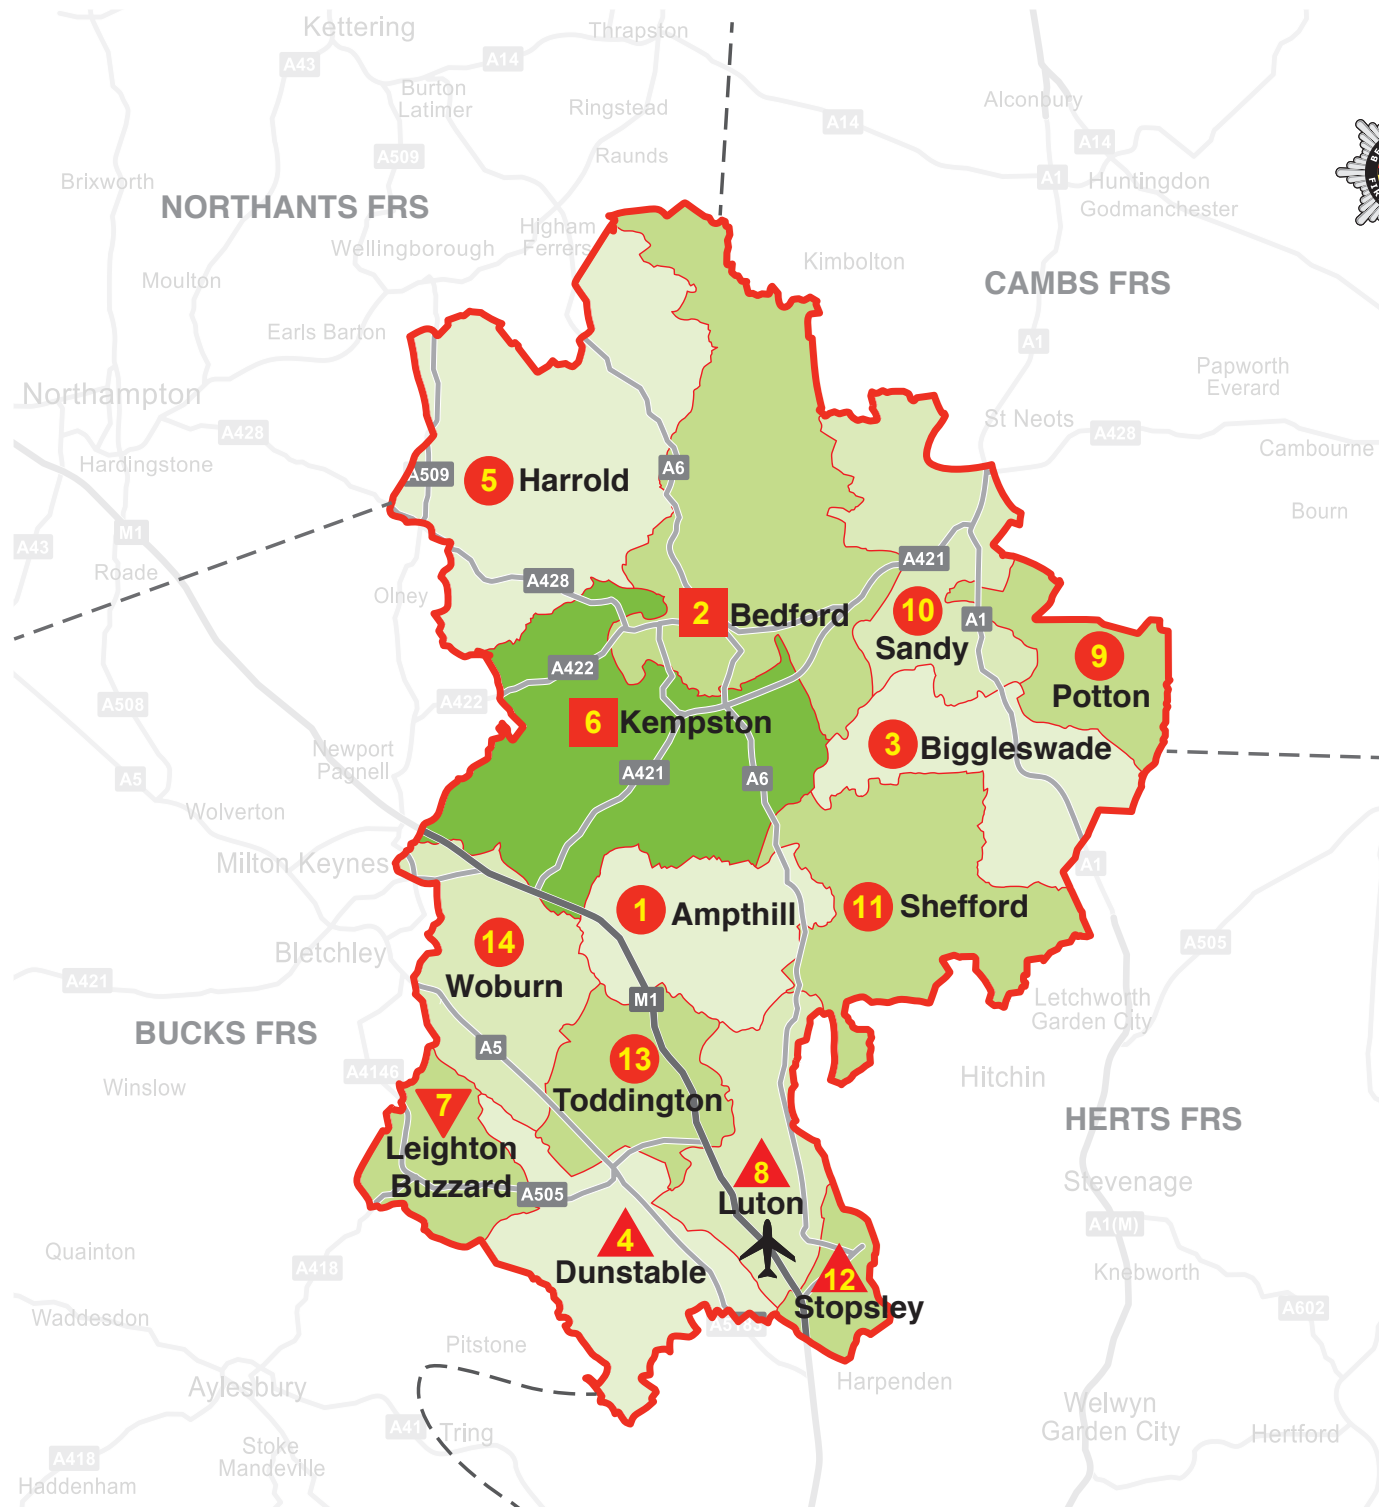 Kettering
Thrapston
A14
A43
Burton
Latimer
Ringstead
Alconbury
A14
A14
A509
Raunds
Brixworth
A1
Huntingdon
Godmanchester
NORTHANTS FRS
Higham
Ferrers
Wellingborough
Kimbolton
Moulton
CAMBS FRS
Earls Barton
A1
Papworth
Everard
Northampton
St Neots
A428
A428
Cambourne
Hardingstone
A509
5 Harrold
A6
Bourn
M1
A43
A421
Roade
A428
Olney
2 Bedford
10
Sandy
A1
9
Potton
A422
A422
A508
6 Kempston
3 Biggleswade
Newport
Pagnell
A421
A6
A5
Wolverton
Milton Keynes
A1
1 Ampthill
11 Shefford
14
Woburn
A505
Bletchley
A421
M1
Letchworth
Garden City
BUCKS FRS
A5
13
Toddington
A4146
Winslow
Hitchin
7
Leighton
Buzzard
HERTS FRS
8
Luton
A505
Stevenage
A1(M)
4
Dunstable
Quainton
A418
12
Stopsley
Knebworth
A602
Waddesdon
Pitstone
Aylesbury
Harpenden
Welwyn
Garden City
A41
Tring
Hertford
Stoke
Mandeville
A418
Haddenham